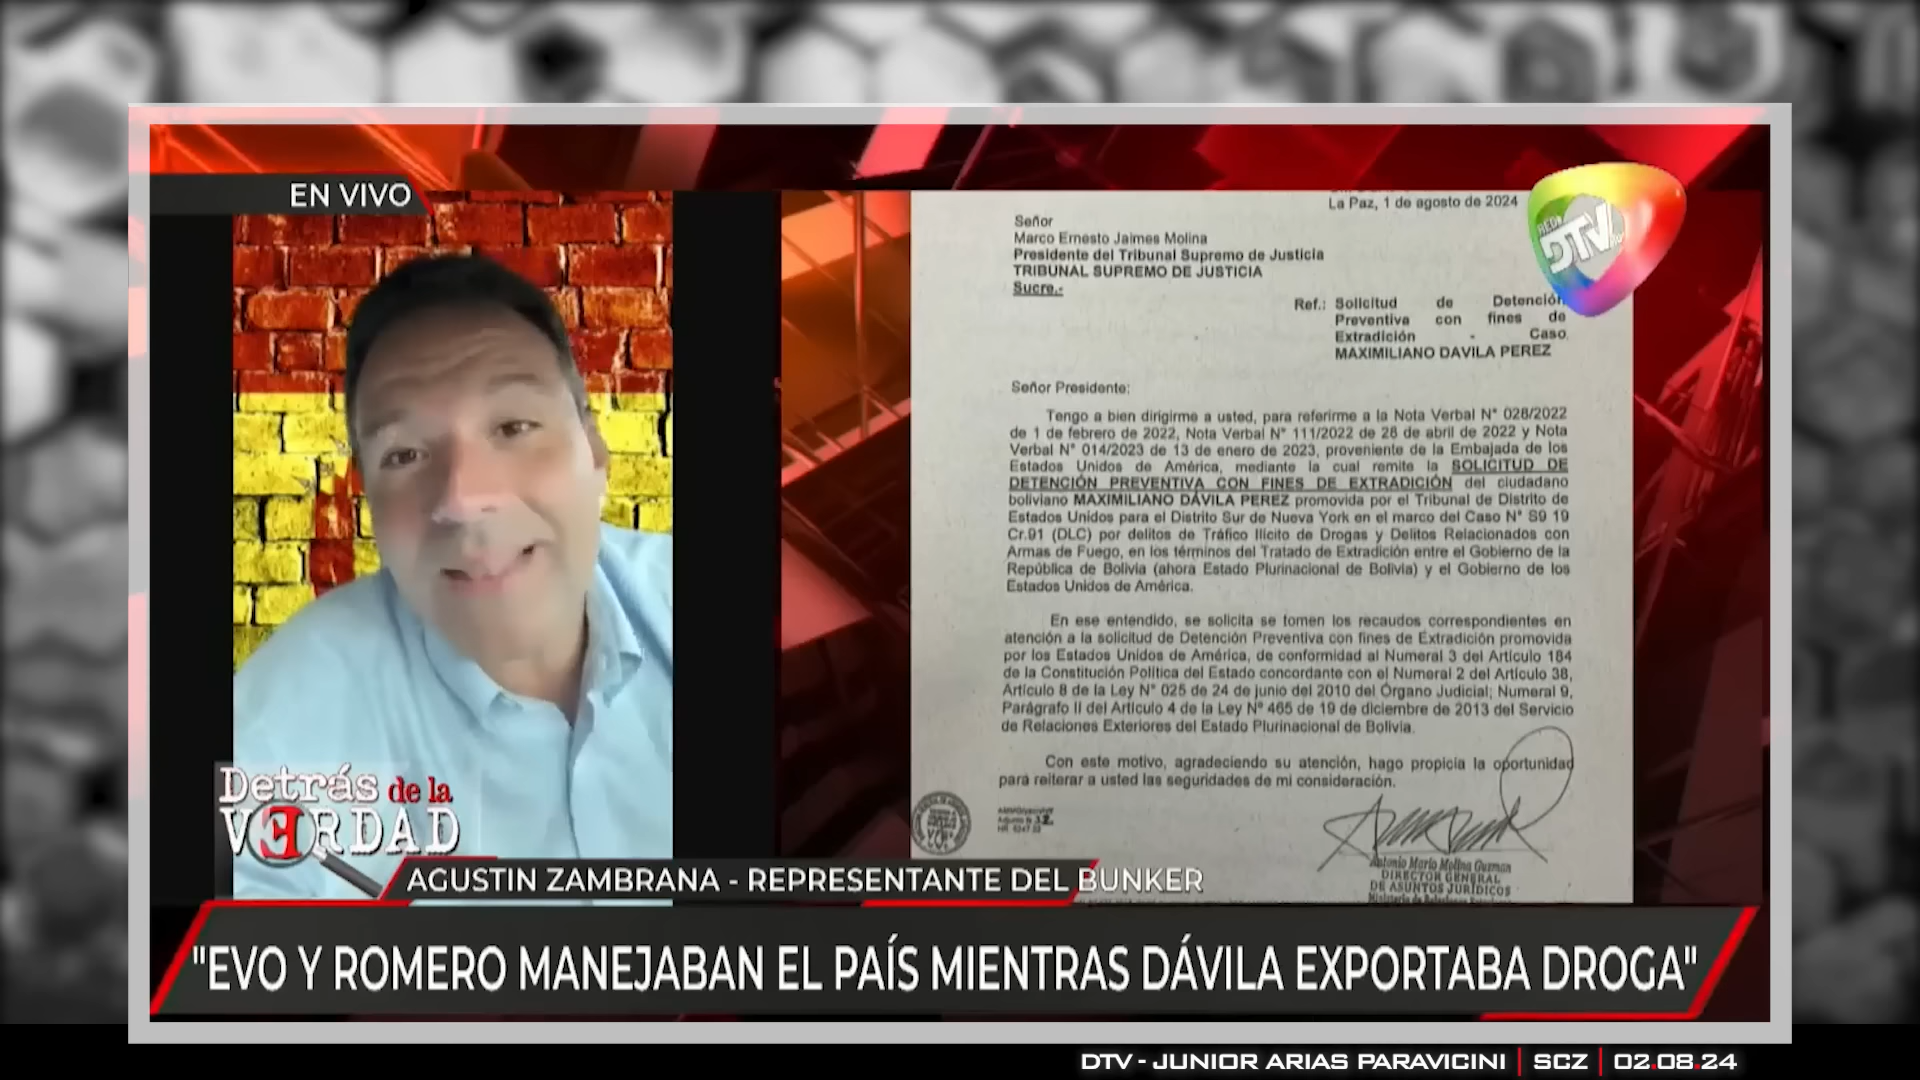 EN VIVO
La Paz, 1 de agosto de 2024
Señor
Marco Ernesto Jaimes Molina
Presidente del Tribunal Supremo de Justicia
TRIBUNAL SUPREMO DE JUSTICIA
Sucre.-
Ref.: Solicitud de Detención
Preventiva con fines de
Extradición - Caso
MAXIMILIANO DAVILA PEREZ
RED
DTV
Señor Presidente:
Tengo a bien dirigirme a usted, para referirme a la Nota Verbal N° 028/2022
de 1 de febrero de 2022, Nota Verbal N° 111/2022 de 28 de abril de 2022 y Nota
Verbal N° 014/2023 de 13 de enero de 2023, proveniente de la Embajada de los
Estados Unidos de América, mediante la cual remite la SOLICITUD DE
DETENCIÓN PREVENTIVA CON FINES DE EXTRADICIÓN del ciudadano
boliviano MAXIMILIANO DÁVILA PEREZ promovida por el Tribunal de Distrito de
Estados Unidos para el Distrito Sur de Nueva York en el marco del Caso N° S9 19
Cr.91 (DLC) por delitos de Tráfico Ilícito de Drogas y Delitos Relacionados con
Armas de Fuego, en los términos del Tratado de Extradición entre el Gobierno de la
República de Bolivia (ahora Estado Plurinacional de Bolivia) y el Gobierno de los
Estados Unidos de América.
En ese entendido, se solicita se tomen los recaudos correspondientes en
atención a la solicitud de Detención Preventiva con fines de Extradición promovida
por los Estados Unidos de América, de conformidad al Numeral 3 del Artículo 184
de la Constitución Política del Estado concordante con el Numeral 2 del Artículo 38,
Artículo 8 de la Ley N° 025 de 24 de junio del 2010 del Órgano Judicial; Numeral 9,
Parágrafo II del Artículo 4 de la Ley N° 465 de 19 de diciembre de 2013 del Servicio
de Relaciones Exteriores del Estado Plurinacional de Bolivia.
Con este motivo, agradeciendo su atención, hago propicia la oportunidad
para reiterar a usted las seguridades de mi consideración.
Antonio Mario Molina Guzman
DIRECTOR GENERAL
DE ASUNTOS JURÍDICOS
Detrás de la
VERDAD
AGUSTIN ZAMBRANA - REPRESENTANTE DEL BUNKER
"EVO Y ROMERO MANEJABAN EL PAÍS MIENTRAS DÁVILA EXPORTABA DROGA"
DTV - JUNIOR ARIAS PARAVICINI | SCZ | 02.08.24